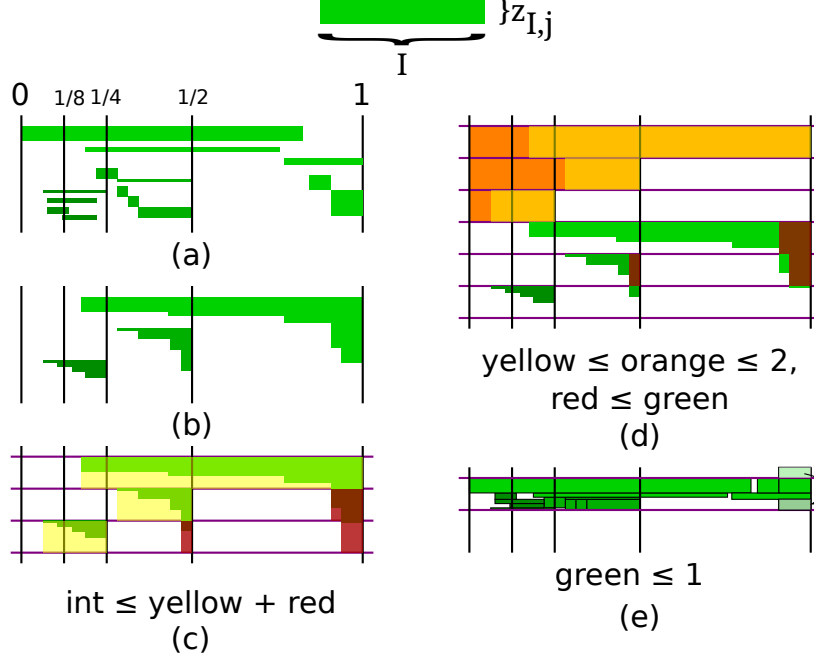 }z_{I,j}
I
0 1/8 1/4 1/2 1
(a)
(b)
int ≤ yellow + red
(c)
yellow ≤ orange ≤ 2,
red ≤ green
(d)
green ≤ 1
(e)